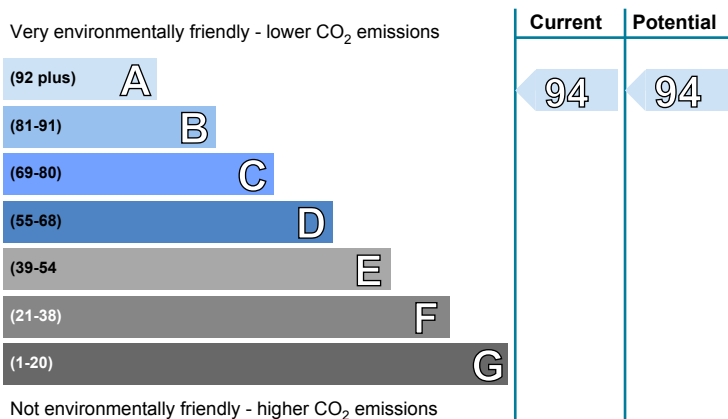 Current Potential
Very environmentally friendly - lower CO2 emissions
(92 plus) A 94 94
(81-91) B
(69-80) C
(55-68) D
(39-54 E
(21-38) F
(1-20) G
Not environmentally friendly - higher CO2 emissions